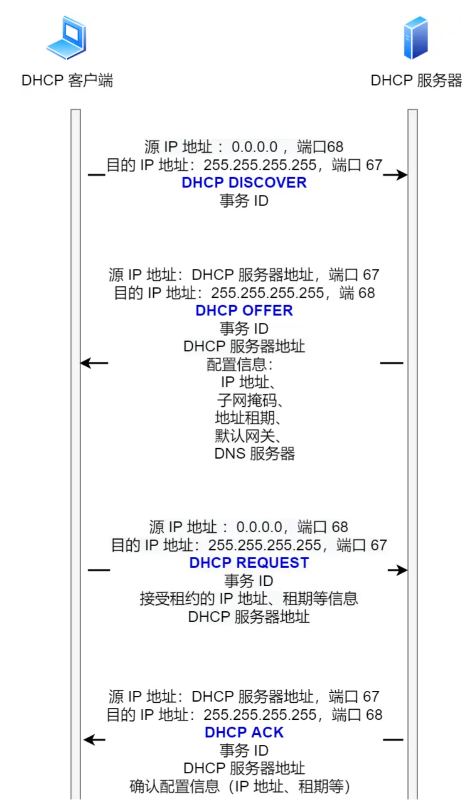 DHCP 客户端
DHCP 服务器
源 IP 地址 ：0.0.0.0 ，端口68
目的 IP 地址：255.255.255.255，端口 67
DHCP DISCOVER
事务 ID
源 IP 地址：DHCP 服务器地址，端口 67
目的 IP 地址：255.255.255.255，端 68
DHCP OFFER
事务 ID
DHCP 服务器地址
配置信息：
IP 地址、
子网掩码、
地址租期、
默认网关、
DNS 服务器
源 IP 地址 ：0.0.0.0，端口 68
目的 IP 地址：255.255.255.255，端口 67
DHCP REQUEST
事务 ID
接受租约的 IP 地址、租期等信息
DHCP 服务器地址
源 IP 地址：DHCP 服务器地址，端口 67
目的 IP 地址：255.255.255.255，端口 68
DHCP ACK
事务 ID
DHCP 服务器地址
确认配置信息（IP 地址、租期等）